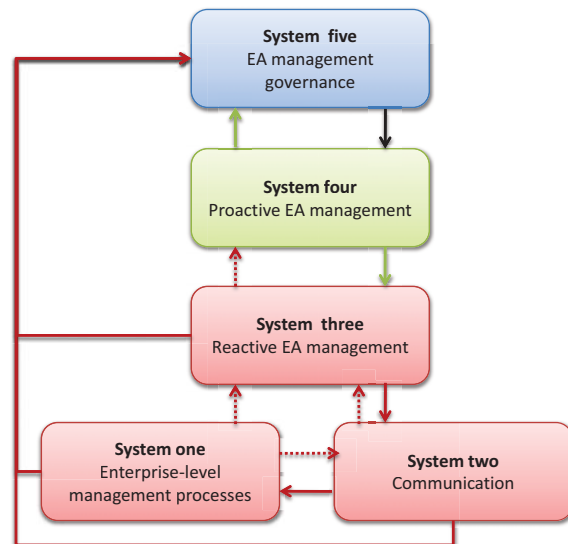 System five
EA management
governance
System four
Proactive EA management
System three
Reactive EA management
System one
Enterprise-level
management processes
System two
Communication